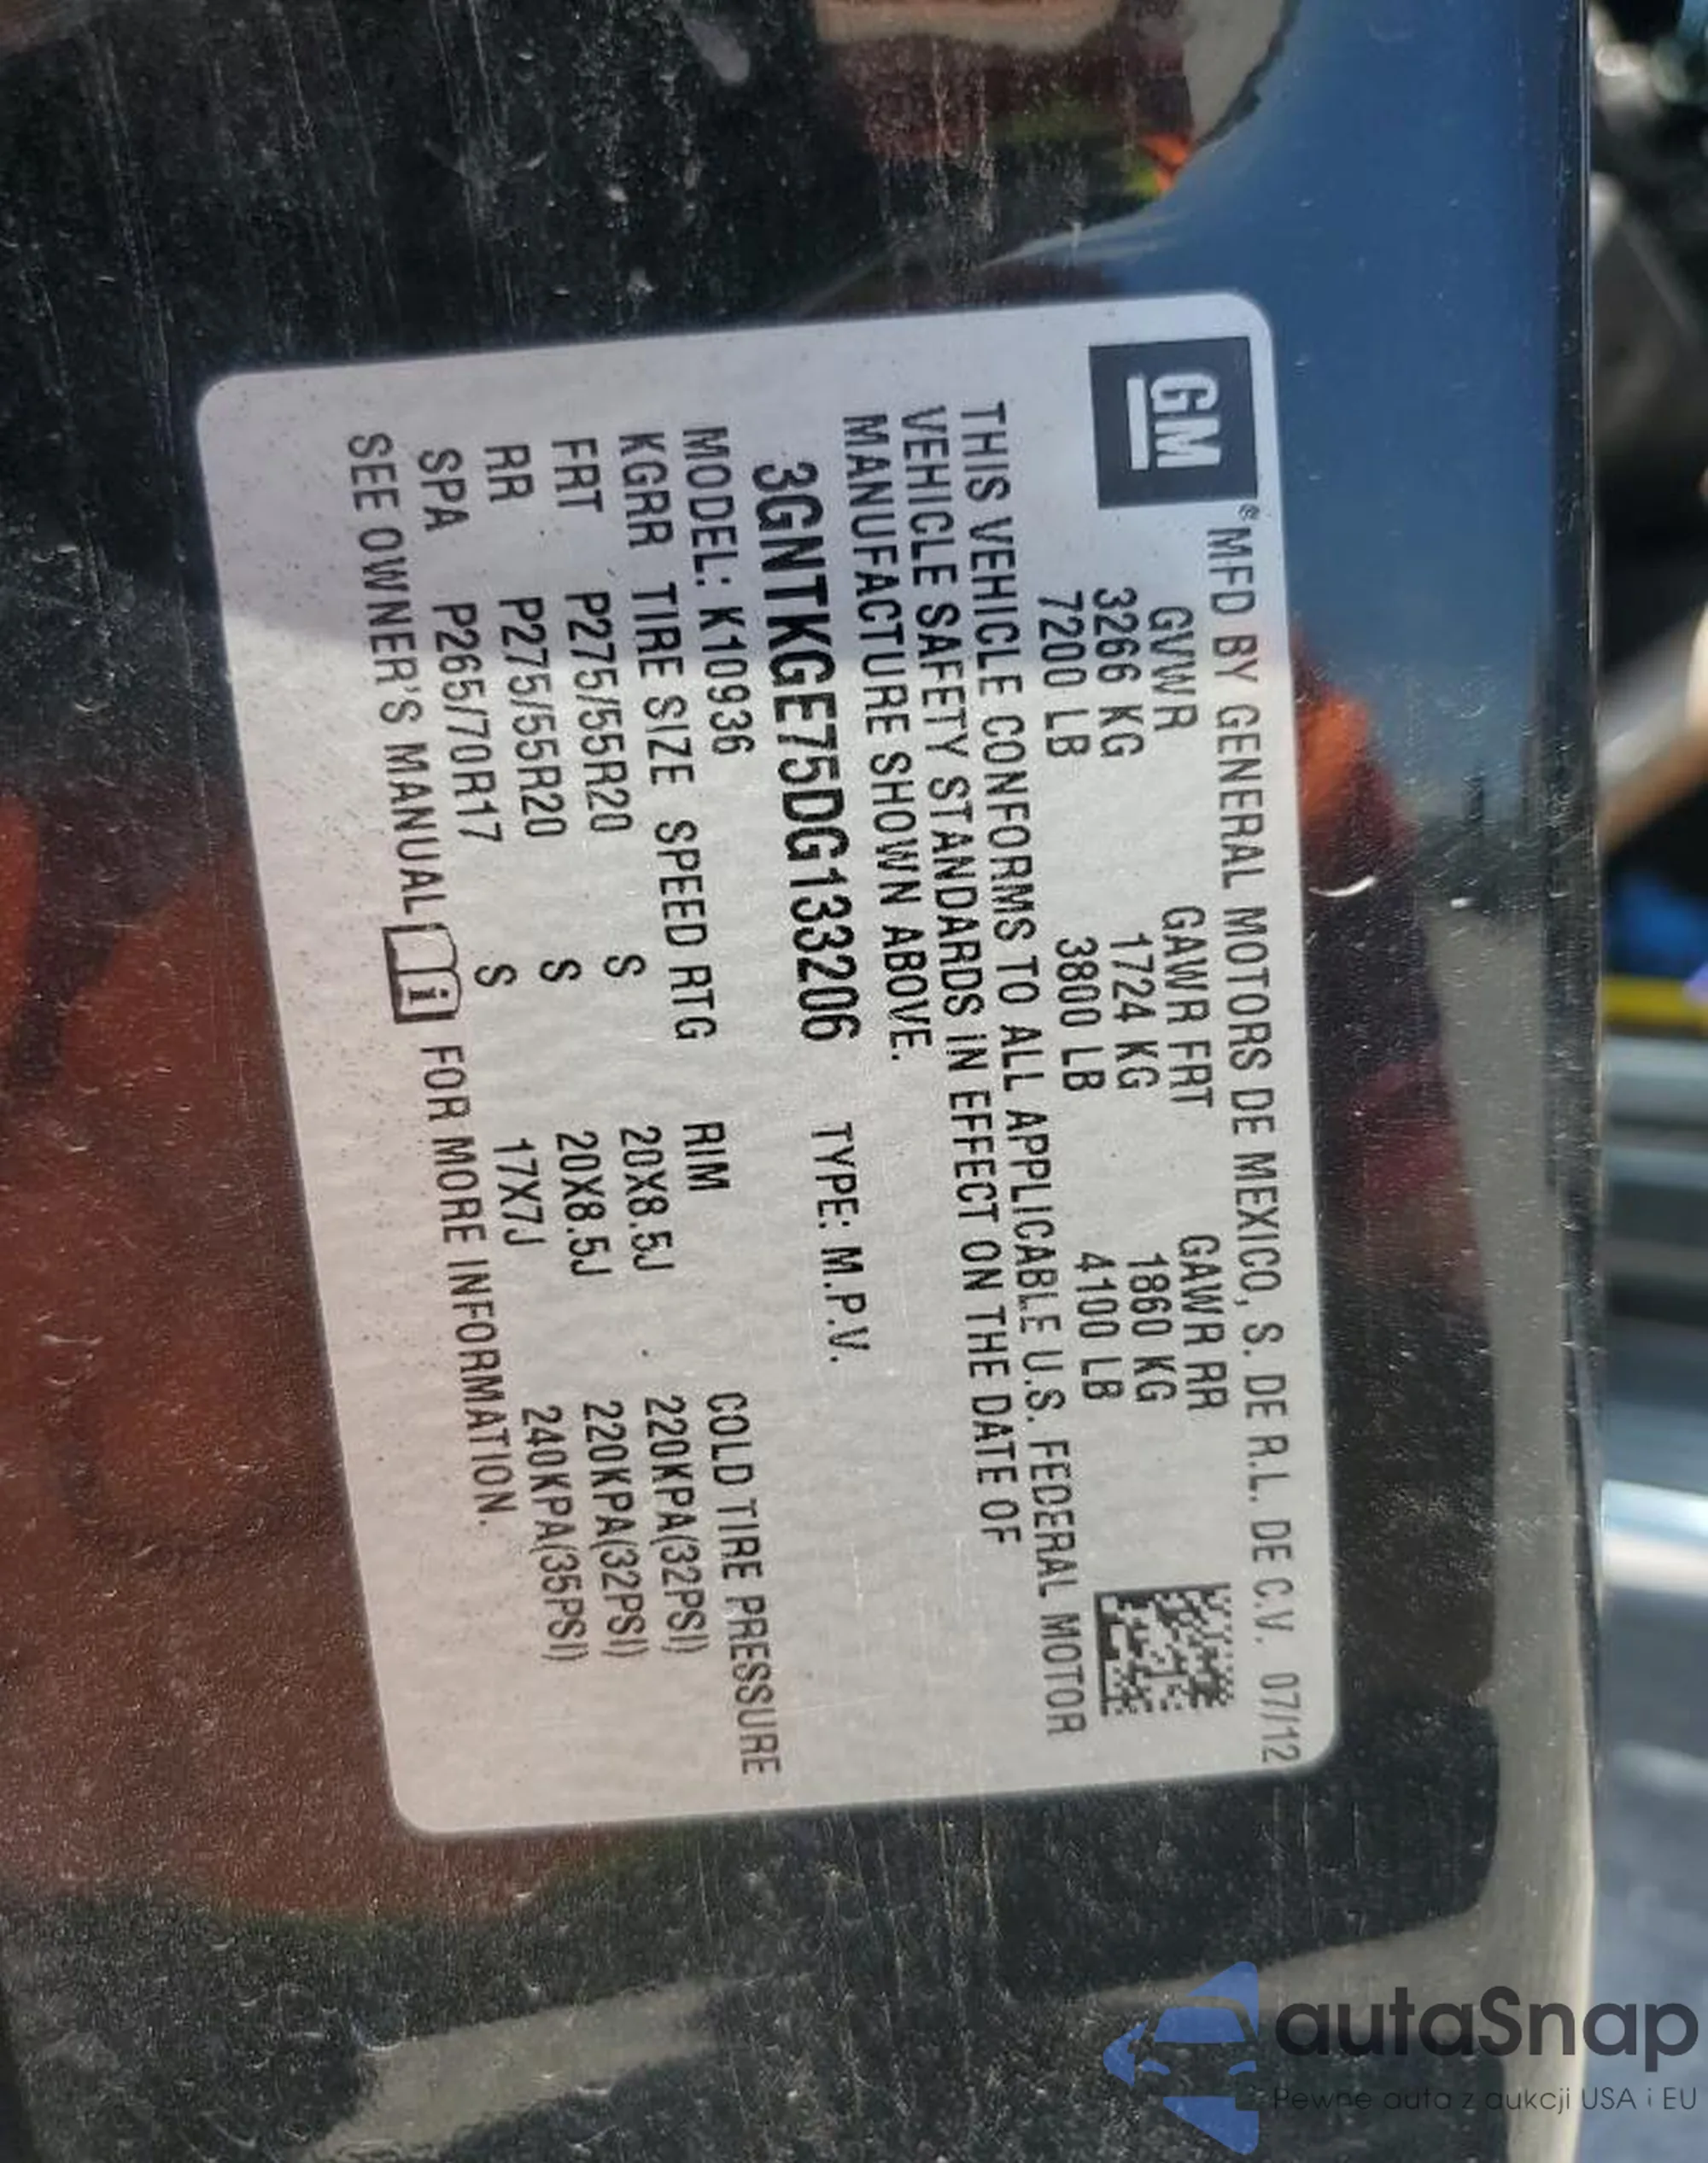 GM
® MFD BY GENERAL MOTORS DE MEXICO, S. DE R.L. DE C.V. 07/12
GVWR GAWR FRT GAWR RR
3266 KG 1724 KG 1860 KG
7200 LB 3800 LB 4100 LB
THIS VEHICLE CONFORMS TO ALL APPLICABLE U.S. FEDERAL MOTOR
VEHICLE SAFETY STANDARDS IN EFFECT ON THE DATE OF
MANUFACTURE SHOWN ABOVE.
3GNTKGE75DG133206 TYPE: M.P.V.
MODEL: K10936
KGRR TIRE SIZE SPEED RTG RIM COLD TIRE PRESSURE
FRT P275/55R20 S 20X8.5J 220KPA(32PSI)
RR P275/55R20 S 20X8.5J 220KPA(32PSI)
SPA P265/70R17 S 17X7J 240KPA(35PSI)
SEE OWNER'S MANUAL i FOR MORE INFORMATION.
autaSnap
Pewne auta z aukcji USA i EU